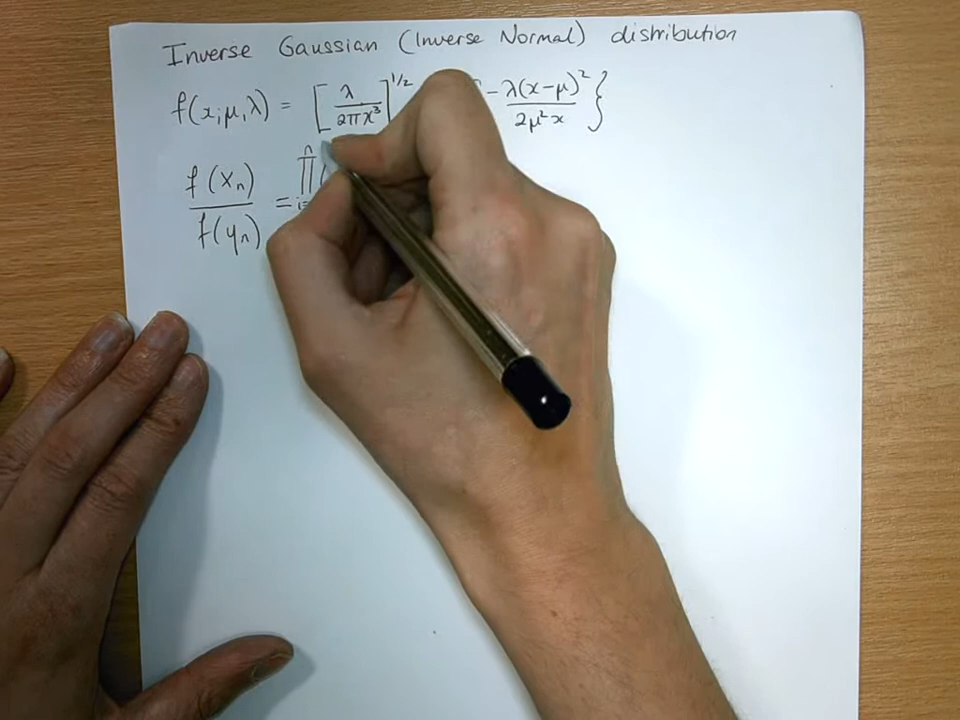 Inverse Gaussian (Inverse Normal) distribution
f(x;μ,λ) = [λ/2πx³]^1/2 - λ(x-μ)²/2μ²x }
f(xₙ)/f(yₙ) = n∏i=